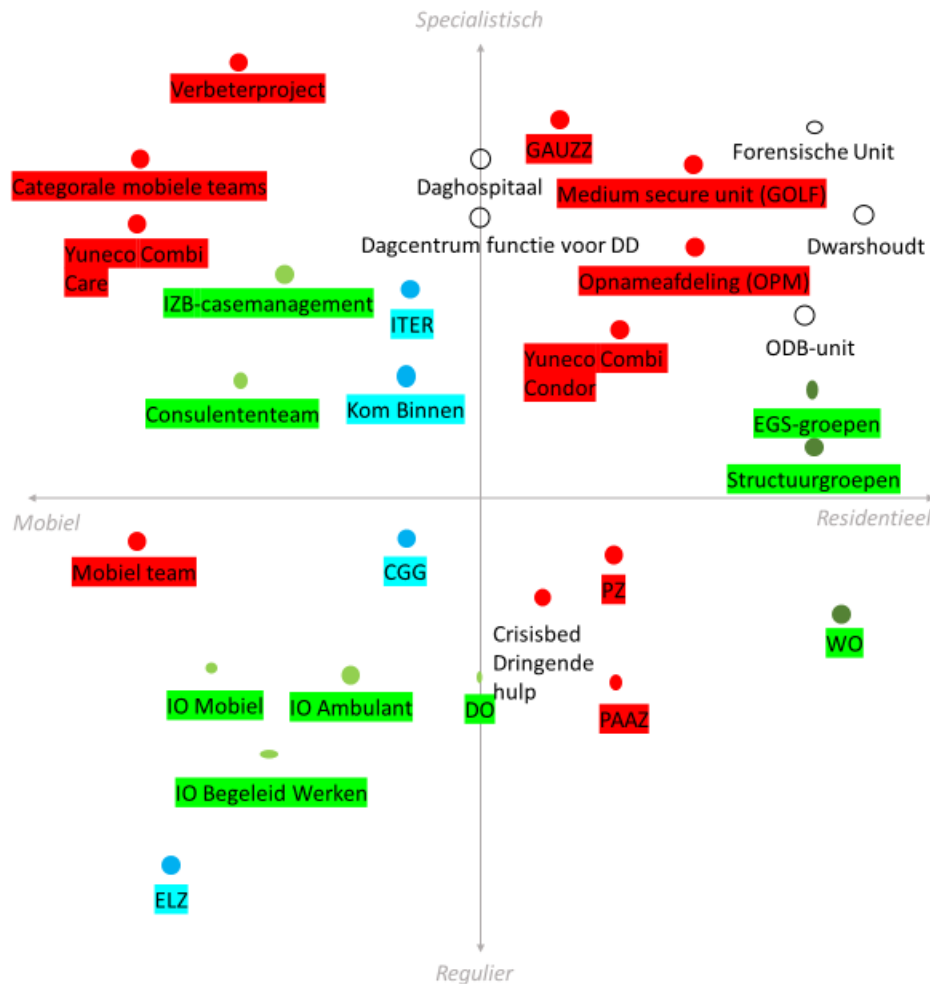 Specialistisch
Verbeterproject
GAUZZ
Forensische Unit
Categorale mobiele teams
Daghospitaal
Medium secure unit (GOLF)
Yuneco Combi
Care
Dagcentrum functie voor DD
Dwarshoudt
IZB-casemanagement
Opnameafdeling (OPM)
ITER
Yuneco Combi
Condor
ODB-unit
Consulententeam
Kom Binnen
EGS-groepen
Structuurgroepen
Mobiel
Residentieel
Mobiel team
CGG
PZ
Crisisbed
Dringende
hulp
WO
IO Mobiel
IO Ambulant
DO
PAAZ
IO Begeleid Werken
ELZ
Regulier